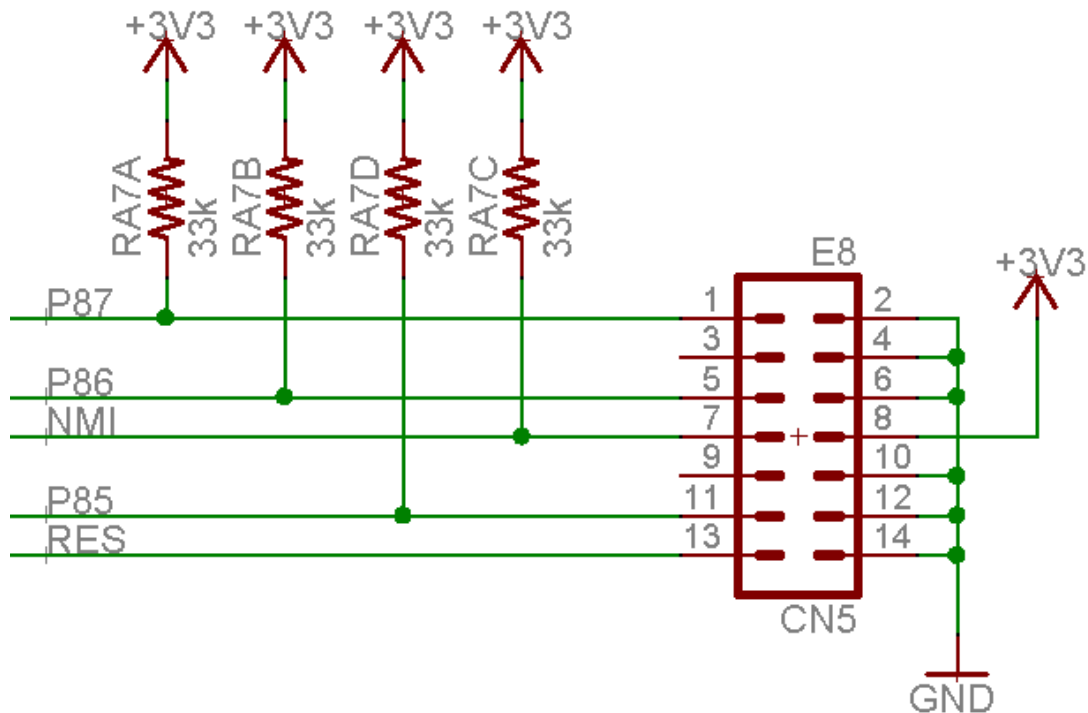 +3V3 +3V3 +3V3 +3V3
RA7A 33k RA7B 33k RA7D 33k RA7C 33k
E8
+3V3
P87 1 2
3 4
P86 5 6
NMI 7 8
9 10
P85 11 12
RES 13 14
CN5
GND